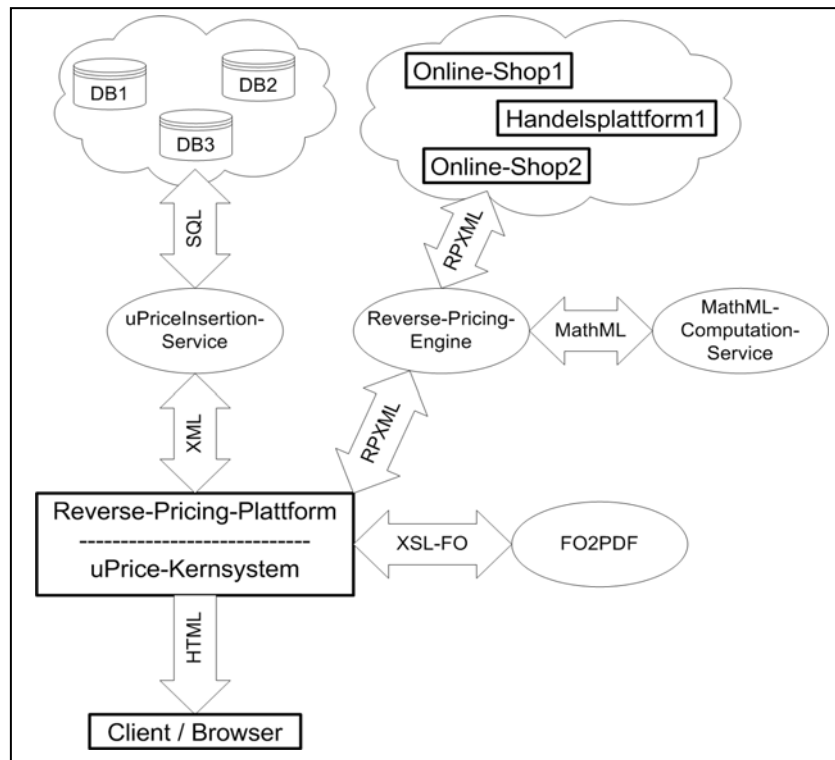 DB1
DB2
DB3
Online-Shop1
Handelsplattform1
Online-Shop2
SQL
RPXML
uPriceInsertion-
Service
Reverse-Pricing-
Engine
MathML
MathML-
Computation-
Service
XML
RPXML
Reverse-Pricing-Plattform
----------------------------
uPrice-Kernsystem
XSL-FO
FO2PDF
HTML
Client / Browser